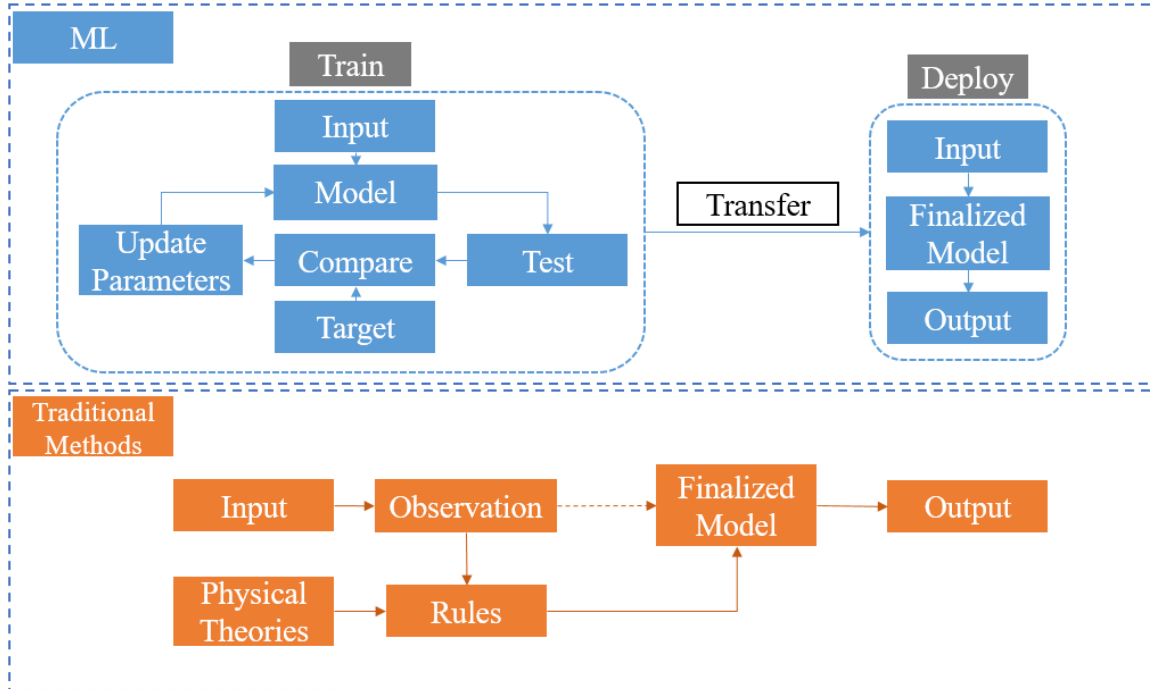 ML
Train
Deploy
Input
Model
Update
Parameters
Compare
Test
Target
Transfer
Input
Finalized
Model
Output
Traditional
Methods
Input
Observation
Finalized
Model
Output
Physical
Theories
Rules